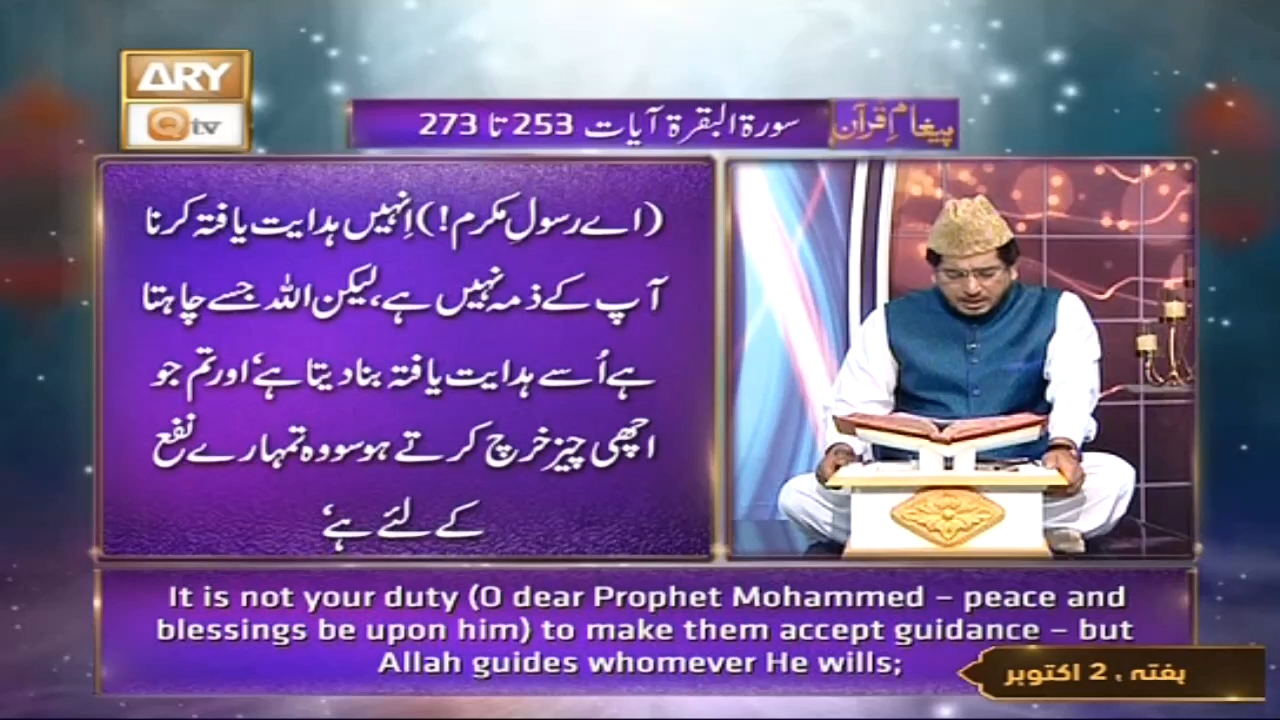 ARY
Qtv
پیغامِ قرآن
سورۃ البقرۃ آیات 253 تا 273
(اے رسولِ مکرم!) اِنہیں ہدایت یافتہ کرنا
آپ کے ذمہ نہیں ہے، لیکن اللہ جسے چاہتا
ہے اُسے ہدایت یافتہ بنا دیتا ہے‘ اور تم جو
اچھی چیز خرچ کرتے ہو سو وہ تمہارے نفع
کے لئے ہے‘
It is not your duty (O dear Prophet Mohammed – peace and
blessings be upon him) to make them accept guidance – but
Allah guides whomever He wills;
ہفتہ ، 2 اکتوبر